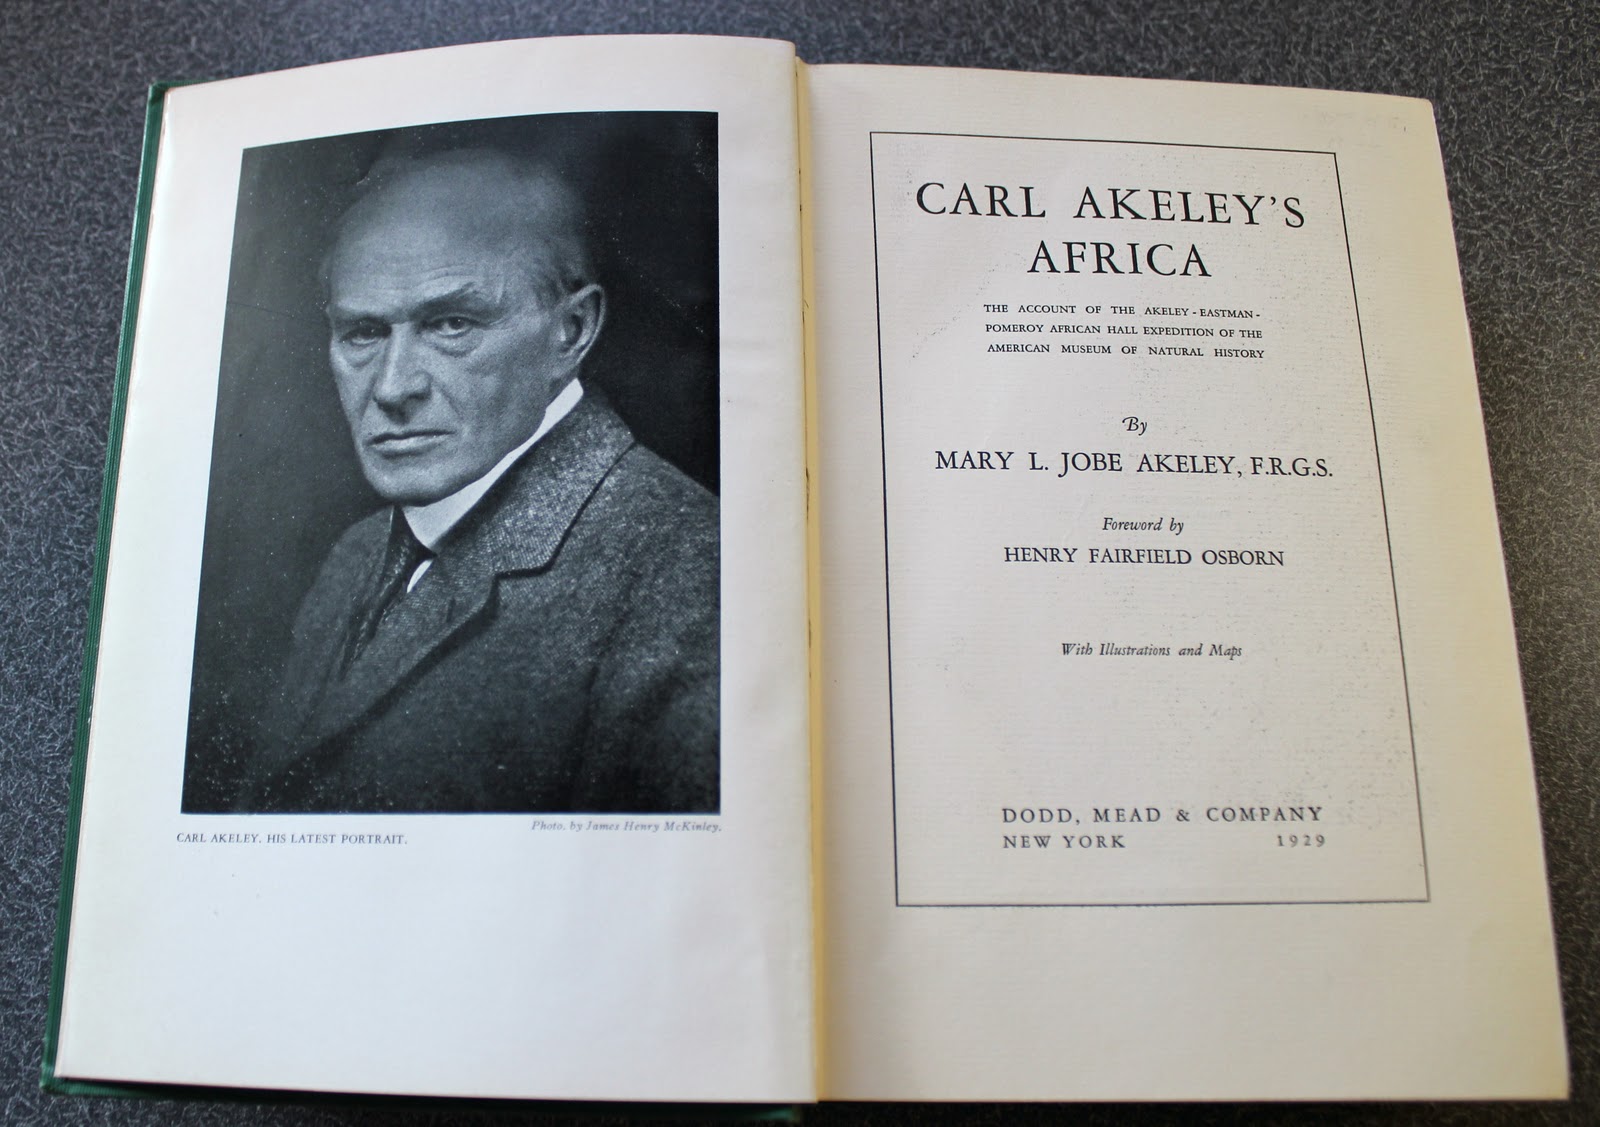 CARL AKELEY. HIS LATEST PORTRAIT.
Photo. by James Henry McKinley.
CARL AKELEY'S
AFRICA
THE ACCOUNT OF THE AKELEY-EASTMAN-
POMEROY AFRICAN HALL EXPEDITION OF THE
AMERICAN MUSEUM OF NATURAL HISTORY
By
MARY L. JOBE AKELEY, F.R.G.S.
Foreword by
HENRY FAIRFIELD OSBORN
With Illustrations and Maps
DODD, MEAD & COMPANY
NEW YORK 1929